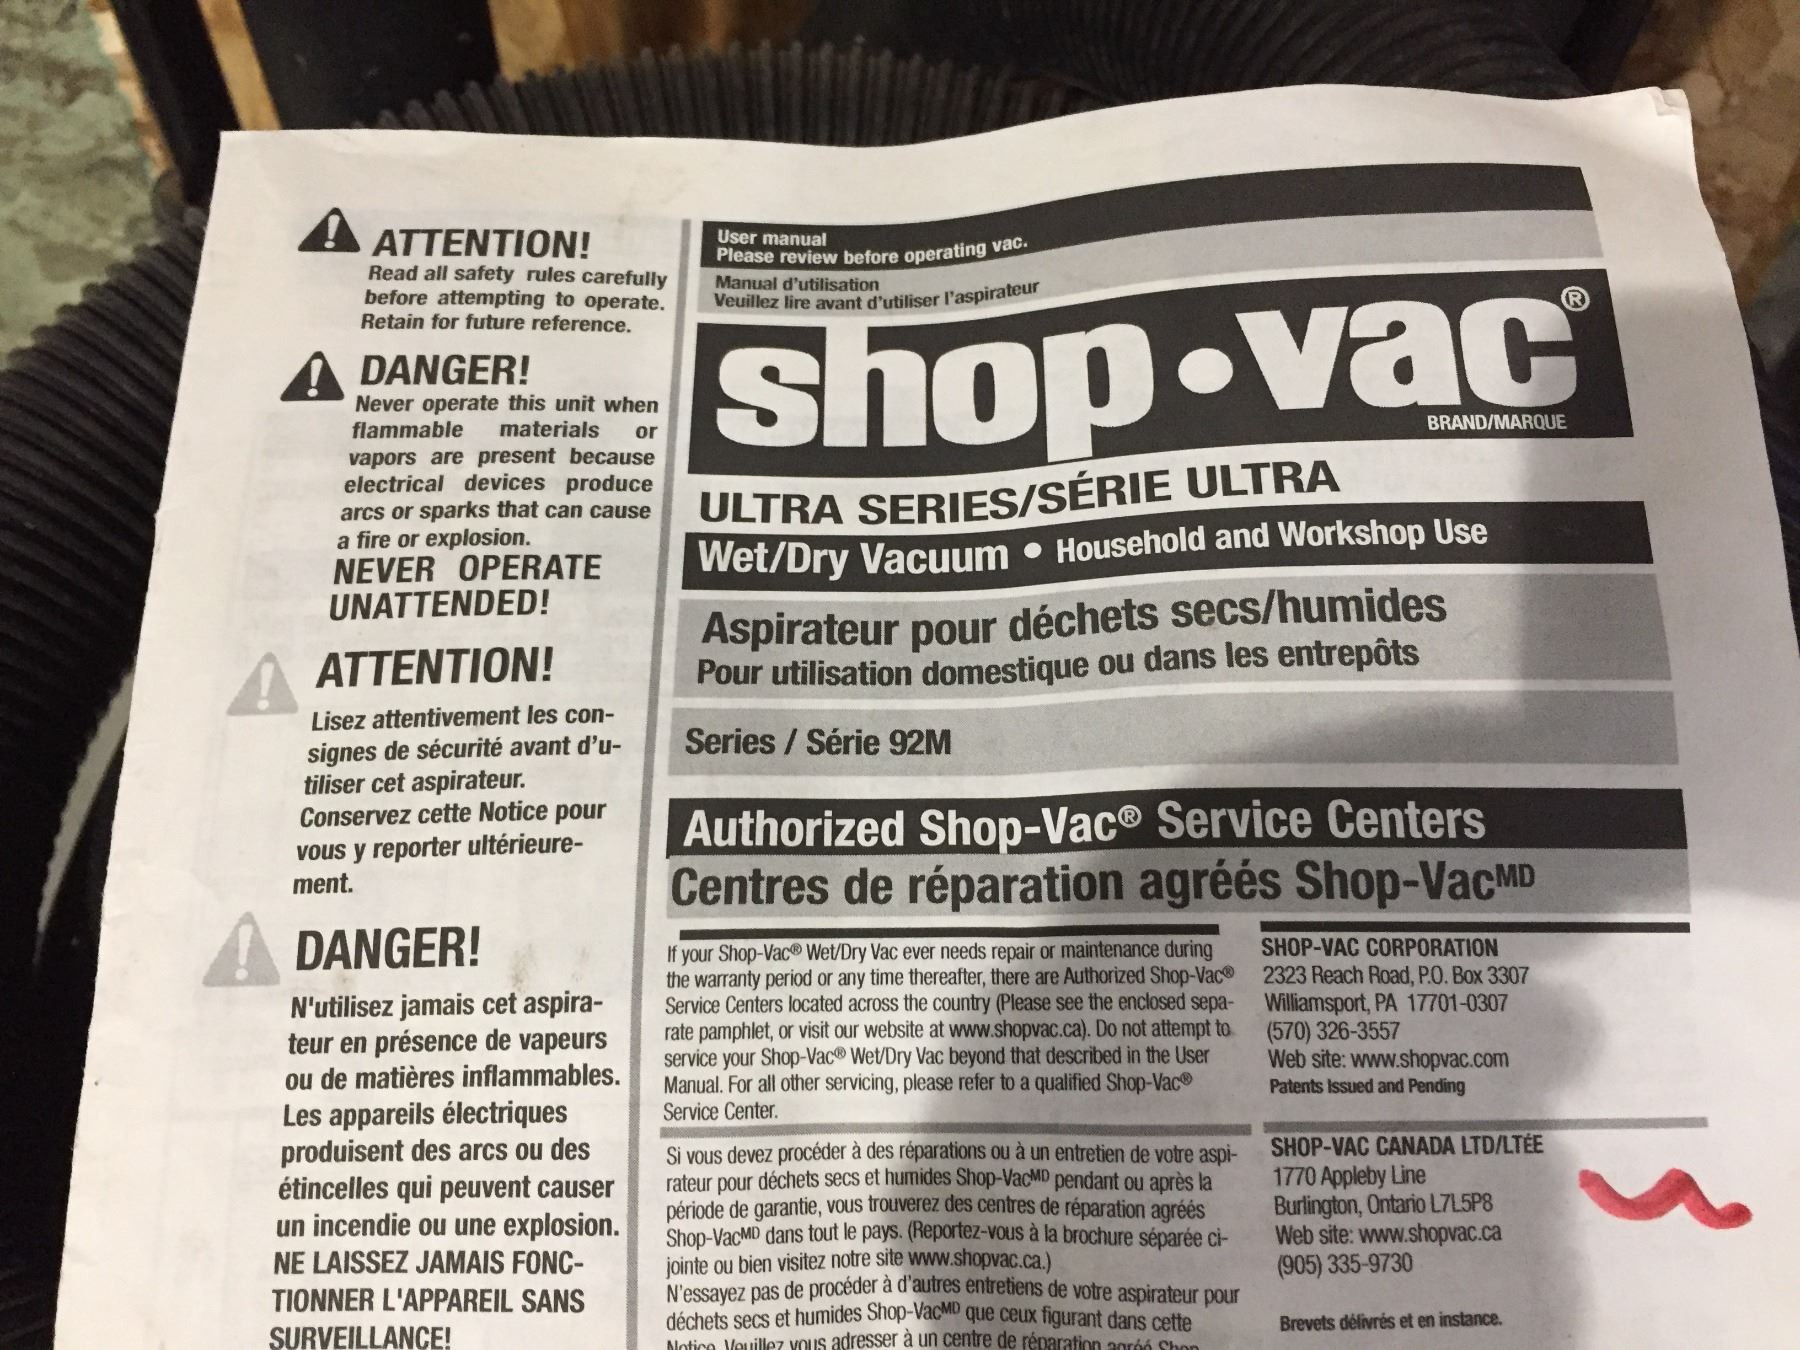 ATTENTION!
Read all safety rules carefully
before attempting to operate.
Retain for future reference.
DANGER!
Never operate this unit when
flammable materials or
vapors are present because
electrical devices produce
arcs or sparks that can cause
a fire or explosion.
NEVER OPERATE
UNATTENDED!
ATTENTION!
Lisez attentivement les con-
signes de sécurité avant d'u-
tiliser cet aspirateur.
Conservez cette Notice pour
vous y reporter ultérieure-
ment.
DANGER!
N'utilisez jamais cet aspira-
teur en présence de vapeurs
ou de matières inflammables.
Les appareils électriques
produisent des arcs ou des
étincelles qui peuvent causer
un incendie ou une explosion.
NE LAISSEZ JAMAIS FONC-
TIONNER L'APPAREIL SANS
SURVEILLANCE!
User manual
Please review before operating vac.
Manual d'utilisation
Veuillez lire avant d'utiliser l'aspirateur
shop•vac®
BRAND/MARQUE
ULTRA SERIES/SÉRIE ULTRA
Wet/Dry Vacuum • Household and Workshop Use
Aspirateur pour déchets secs/humides
Pour utilisation domestique ou dans les entrepôts
Series / Série 92M
Authorized Shop-Vac® Service Centers
Centres de réparation agréés Shop-VacMD
If your Shop-Vac® Wet/Dry Vac ever needs repair or maintenance during
the warranty period or any time thereafter, there are Authorized Shop-Vac®
Service Centers located across the country (Please see the enclosed sepa-
rate pamphlet, or visit our website at www.shopvac.ca). Do not attempt to
service your Shop-Vac® Wet/Dry Vac beyond that described in the User
Manual. For all other servicing, please refer to a qualified Shop-Vac®
Service Center.
Si vous devez procéder à des réparations ou à un entretien de votre aspi-
rateur pour déchets secs et humides Shop-VacMD pendant ou après la
période de garantie, vous trouverez des centres de réparation agréés
Shop-VacMD dans tout le pays. (Reportez-vous à la brochure séparée ci-
jointe ou bien visitez notre site www.shopvac.ca.)
N'essayez pas de procéder à d'autres entretiens de votre aspirateur pour
déchets secs et humides Shop-VacMD que ceux figurant dans cette
Notice. Veuillez vous adresser à un centre de réparation agréé Shop
SHOP-VAC CORPORATION
2323 Reach Road, P.O. Box 3307
Williamsport, PA 17701-0307
(570) 326-3557
Web site: www.shopvac.com
Patents Issued and Pending
SHOP-VAC CANADA LTD/LTÉE
1770 Appleby Line
Burlington, Ontario L7L5P8
Web site: www.shopvac.ca
(905) 335-9730
Brevets délivrés et en instance.